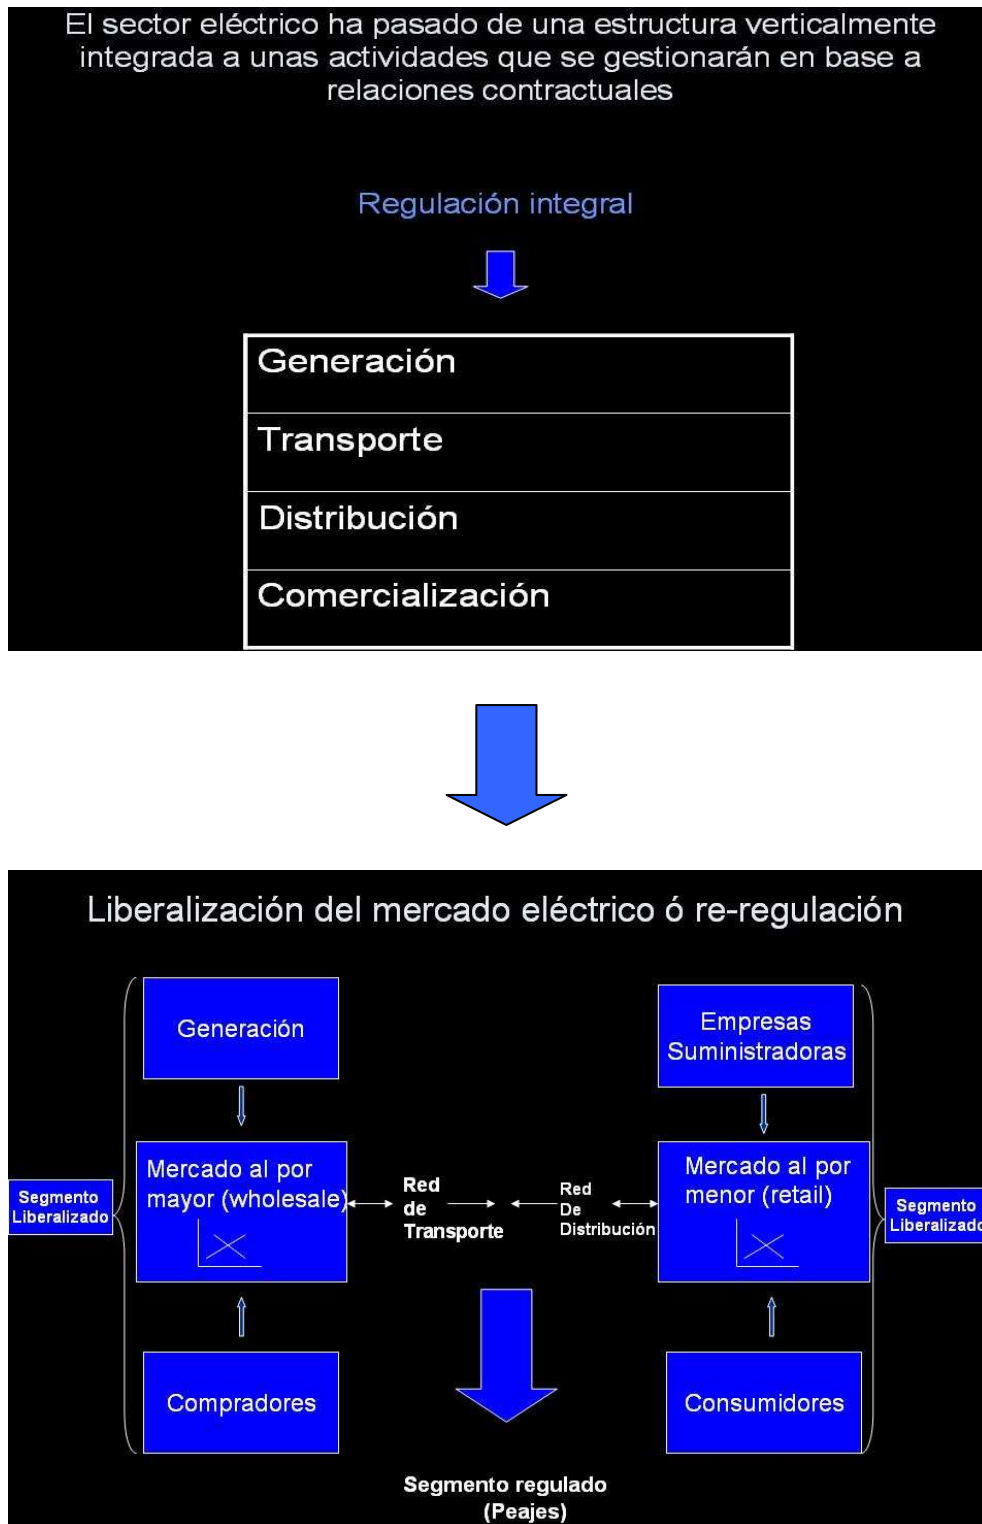 El sector eléctrico ha pasado de una estructura verticalmente
integrada a unas actividades que se gestionarán en base a
relaciones contractuales
Regulación integral
Generación
Transporte
Distribución
Comercialización
Liberalización del mercado eléctrico ó re-regulación
Generación
Empresas
Suministradoras
Mercado al por
mayor (wholesale)
Mercado al por
menor (retail)
Segmento
Liberalizado
Red
de
Transporte
Red
De
Distribución
Segmento
Liberalizado
Compradores
Consumidores
Segmento regulado
(Peajes)